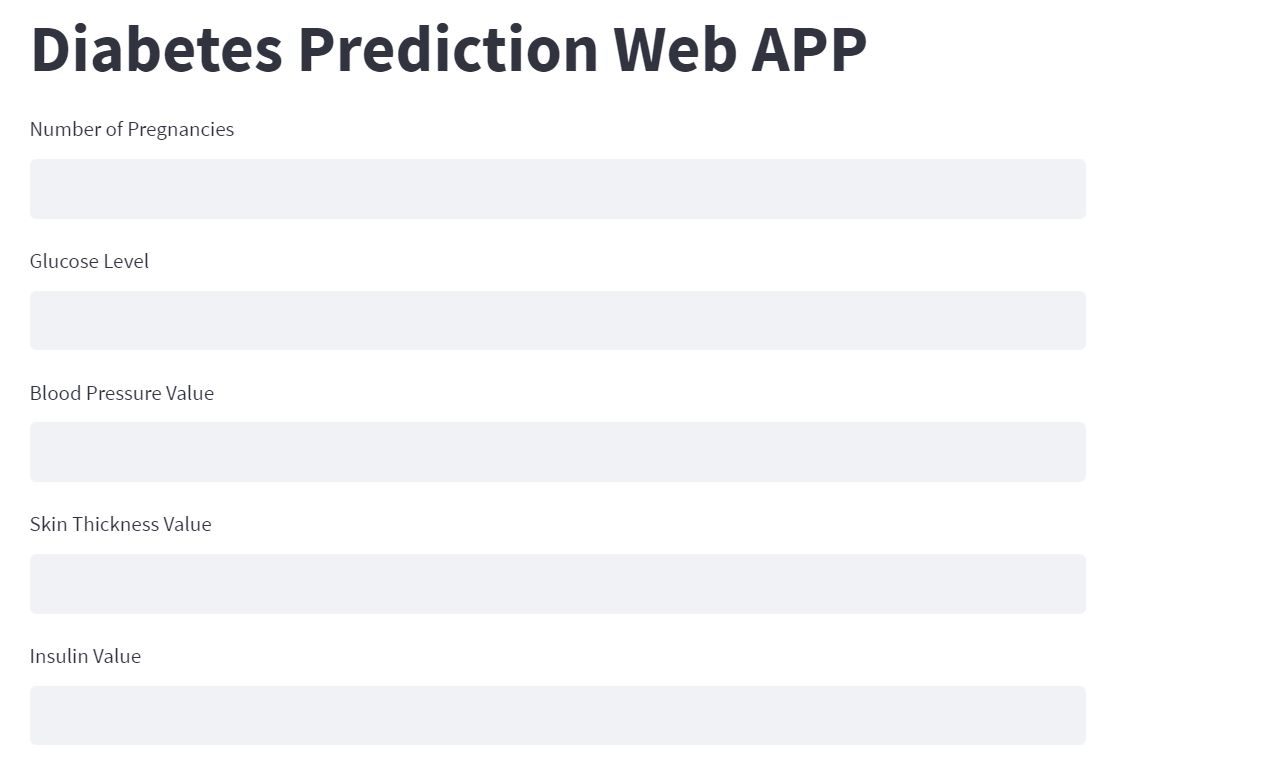 Diabetes Prediction Web APP
Number of Pregnancies
Glucose Level
Blood Pressure Value
Skin Thickness Value
Insulin Value